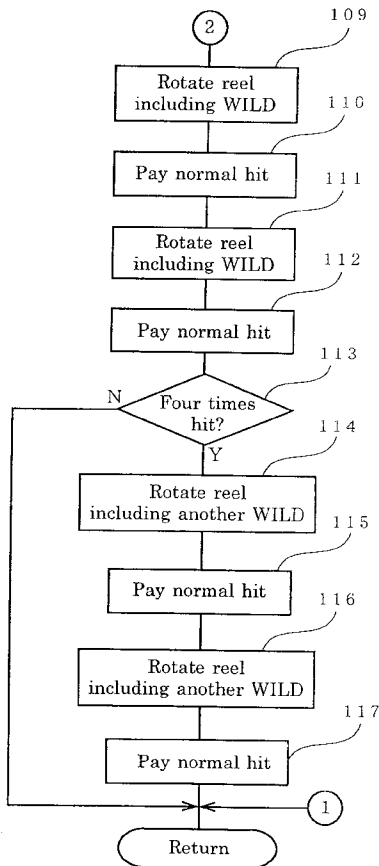 2
109
Rotate reel
including WILD
110
Pay normal hit
111
Rotate reel
including WILD
112
Pay normal hit
113
Four times
hit?
N
Y
114
Rotate reel
including another WILD
115
Pay normal hit
116
Rotate reel
including another WILD
117
Pay normal hit
1
Return